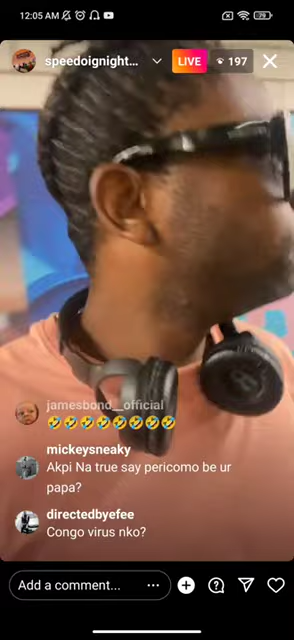 12:05 AM
79
speedoignight...
LIVE
197
jamesbond__official
🤣🤣🤣🤣🤣🤣🤣🤣
mickeysneaky
Akpi Na true say pericomo be ur
papa?
directedbyefee
Congo virus nko?
Add a comment...